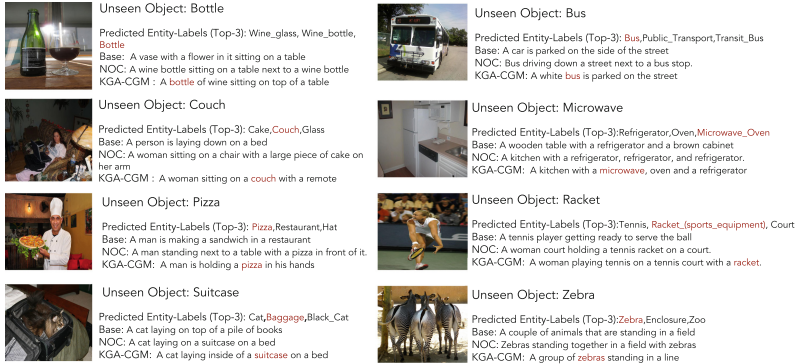 Unseen Object: Bottle
Predicted Entity-Labels (Top-3): Wine_glass, Wine_bottle,
Bottle
Base: A vase with a flower in it sitting on a table
NOC: A wine bottle sitting on a table next to a wine bottle
KGA-CGM : A bottle of wine sitting on top of a table
Unseen Object: Couch
Predicted Entity-Labels (Top-3): Cake,Couch,Glass
Base: A person is laying down on a bed
NOC: A woman sitting on a chair with a large piece of cake on
her arm
KGA-CGM : A woman sitting on a couch with a remote
Unseen Object: Pizza
Predicted Entity-Labels (Top-3): Pizza,Restaurant,Hat
Base: A man is making a sandwich in a restaurant
NOC: A man standing next to a table with a pizza in front of it.
KGA-CGM: A man is holding a pizza in his hands
Unseen Object: Suitcase
Predicted Entity-Labels (Top-3): Cat,Baggage,Black_Cat
Base: A cat laying on top of a pile of books
NOC: A cat laying on a suitcase on a bed
KGA-CGM: A cat laying inside of a suitcase on a bed
Unseen Object: Bus
Predicted Entity-Labels (Top-3): Bus,Public_Transport,Transit_Bus
Base: A car is parked on the side of the street
NOC: Bus driving down a street next to a bus stop.
KGA-CGM: A white bus is parked on the street
Unseen Object: Microwave
Predicted Entity-Labels (Top-3):Refrigerator,Oven,Microwave_Oven
Base: A wooden table with a refrigerator and a brown cabinet
NOC: A kitchen with a refrigerator, refrigerator, and refrigerator.
KGA-CGM: A kitchen with a microwave, oven and a refrigerator
Unseen Object: Racket
Predicted Entity-Labels (Top-3):Tennis, Racket_(sports_equipment), Court
Base: A tennis player getting ready to serve the ball
NOC: A woman court holding a tennis racket on a court.
KGA-CGM: A woman playing tennis on a tennis court with a racket.
Unseen Object: Zebra
Predicted Entity-Labels (Top-3):Zebra,Enclosure,Zoo
Base: A couple of animals that are standing in a field
NOC: Zebras standing together in a field with zebras
KGA-CGM: A group of zebras standing in a line